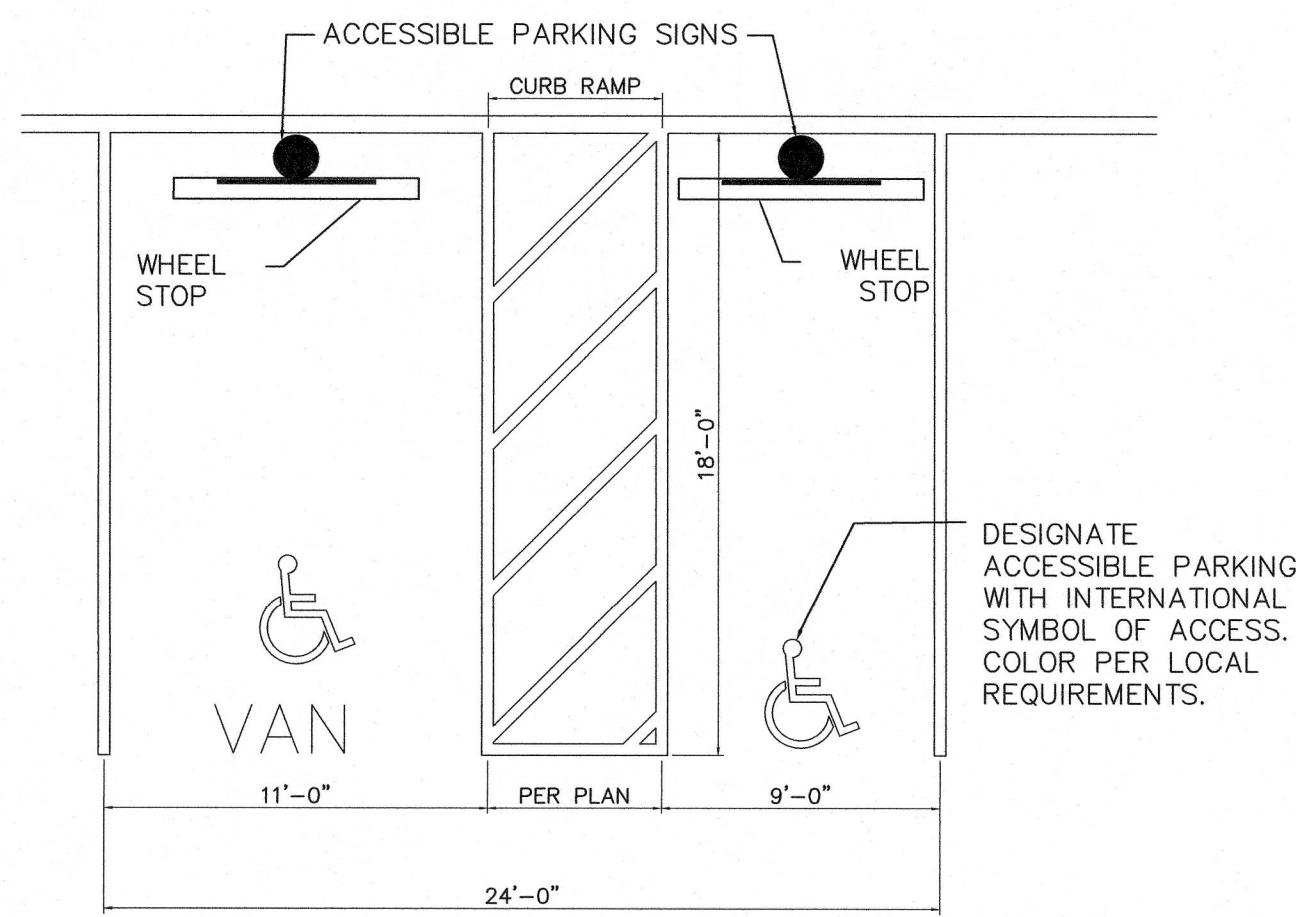 ACCESSIBLE PARKING SIGNS
CURB RAMP
WHEEL
STOP
WHEEL
STOP
18'-0"
DESIGNATE
ACCESSIBLE PARKING
WITH INTERNATIONAL
SYMBOL OF ACCESS.
COLOR PER LOCAL
REQUIREMENTS.
VAN
11'-0"
PER PLAN
9'-0"
24'-0"